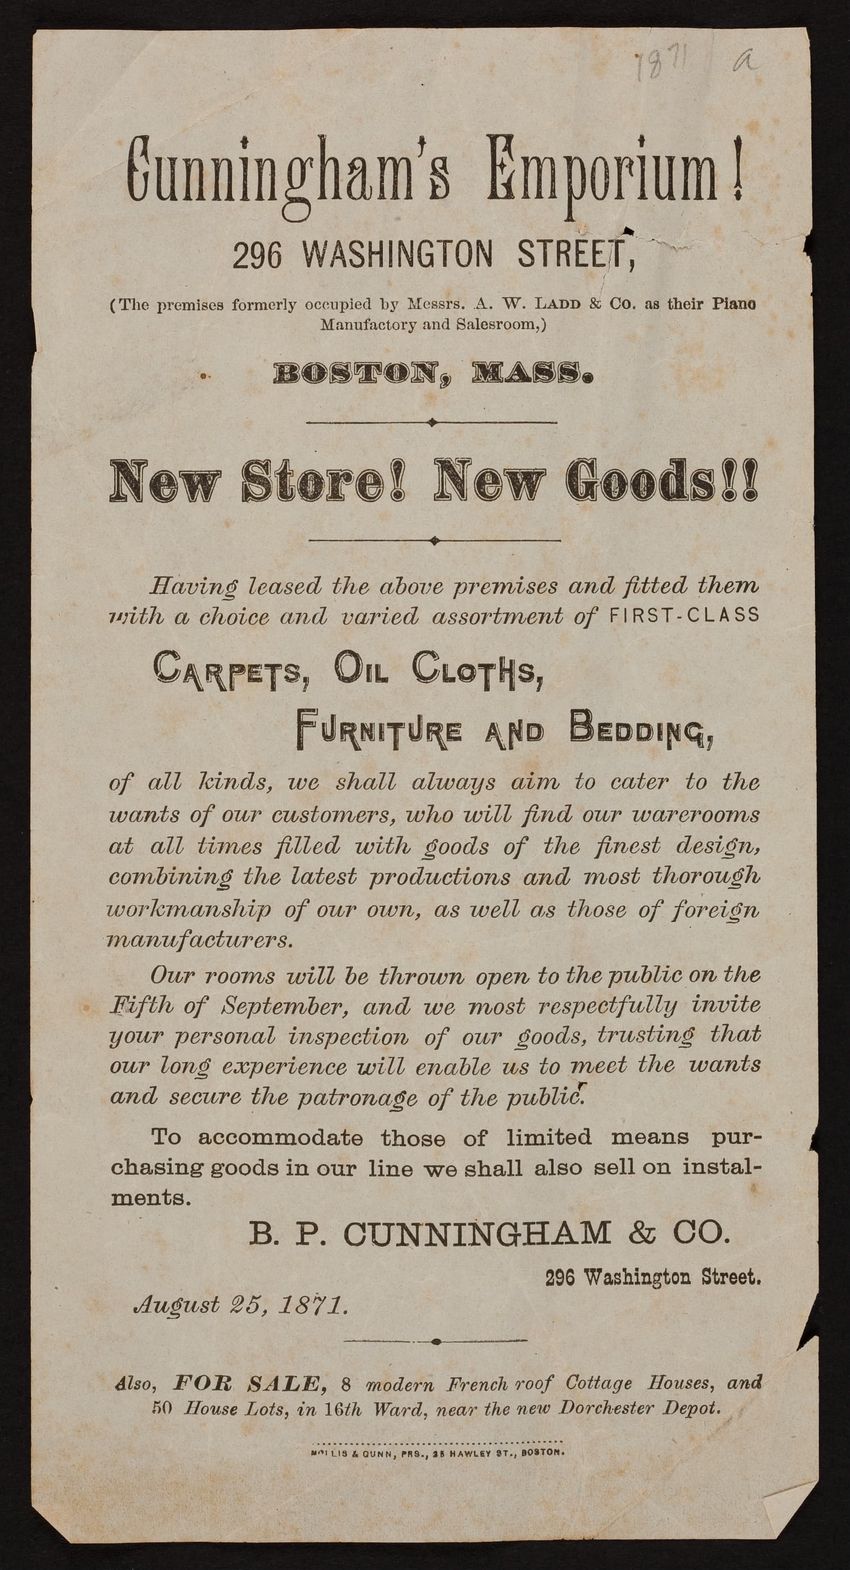 1871 a
Cunningham's Emporium!
296 WASHINGTON STREET,
(The premises formerly occupied by Messrs. A. W. LADD & Co. as their Piano
Manufactory and Salesroom,)
BOSTON, MASS.
New Store! New Goods!!
Having leased the above premises and fitted them
with a choice and varied assortment of FIRST-CLASS
CARPETS, OIL CLOTHS,
FURNITURE AND BEDDING,
of all kinds, we shall always aim to cater to the
wants of our customers, who will find our warerooms
at all times filled with goods of the finest design,
combining the latest productions and most thorough
workmanship of our own, as well as those of foreign
manufacturers.
Our rooms will be thrown open to the public on the
Fifth of September, and we most respectfully invite
your personal inspection of our goods, trusting that
our long experience will enable us to meet the wants
and secure the patronage of the public.
To accommodate those of limited means pur-
chasing goods in our line we shall also sell on instal-
ments.
B. P. CUNNINGHAM & CO.
296 Washington Street.
August 25, 1871.
Also, FOR SALE, 8 modern French roof Cottage Houses, and
50 House Lots, in 16th Ward, near the new Dorchester Depot.
& GUNN, PRS., 25 HAWLEY ST., BOSTON.